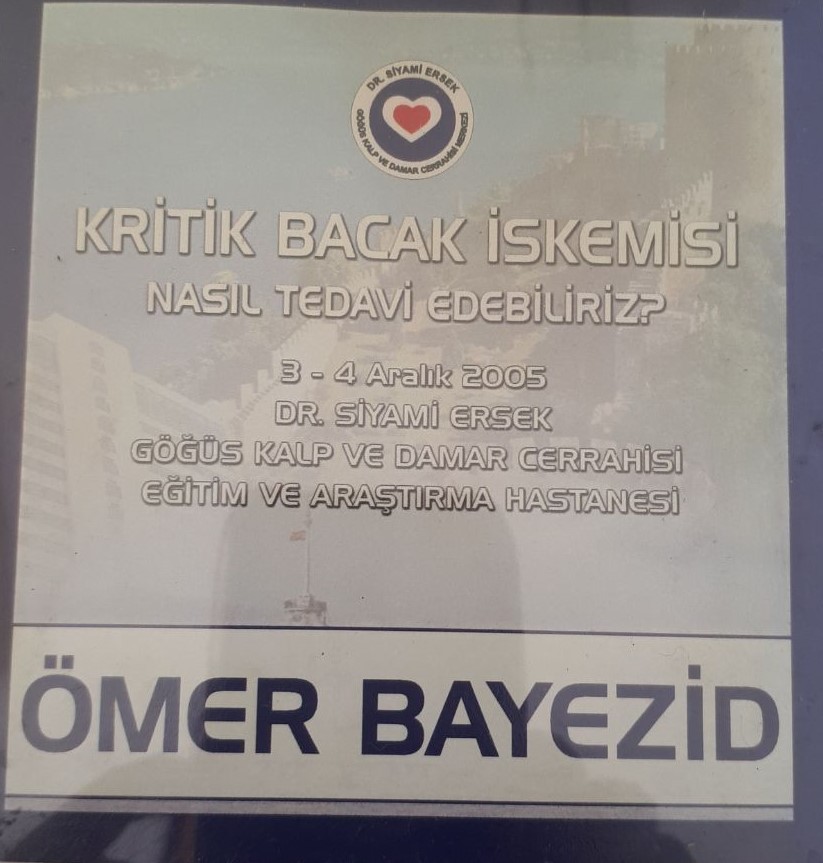 DR. SİYAMİ ERSEK
GÖĞÜS KALP VE DAMAR CERRAHİSİ MERKEZİ
KRİTİK BACAK İSKEMİSİ
NASIL TEDAVİ EDEBİLİRİZ?
3 - 4 Aralık 2005
DR. SİYAMİ ERSEK
GÖĞÜS KALP VE DAMAR CERRAHİSİ
EĞİTİM VE ARAŞTIRMA HASTANESİ
ÖMER BAYEZİD